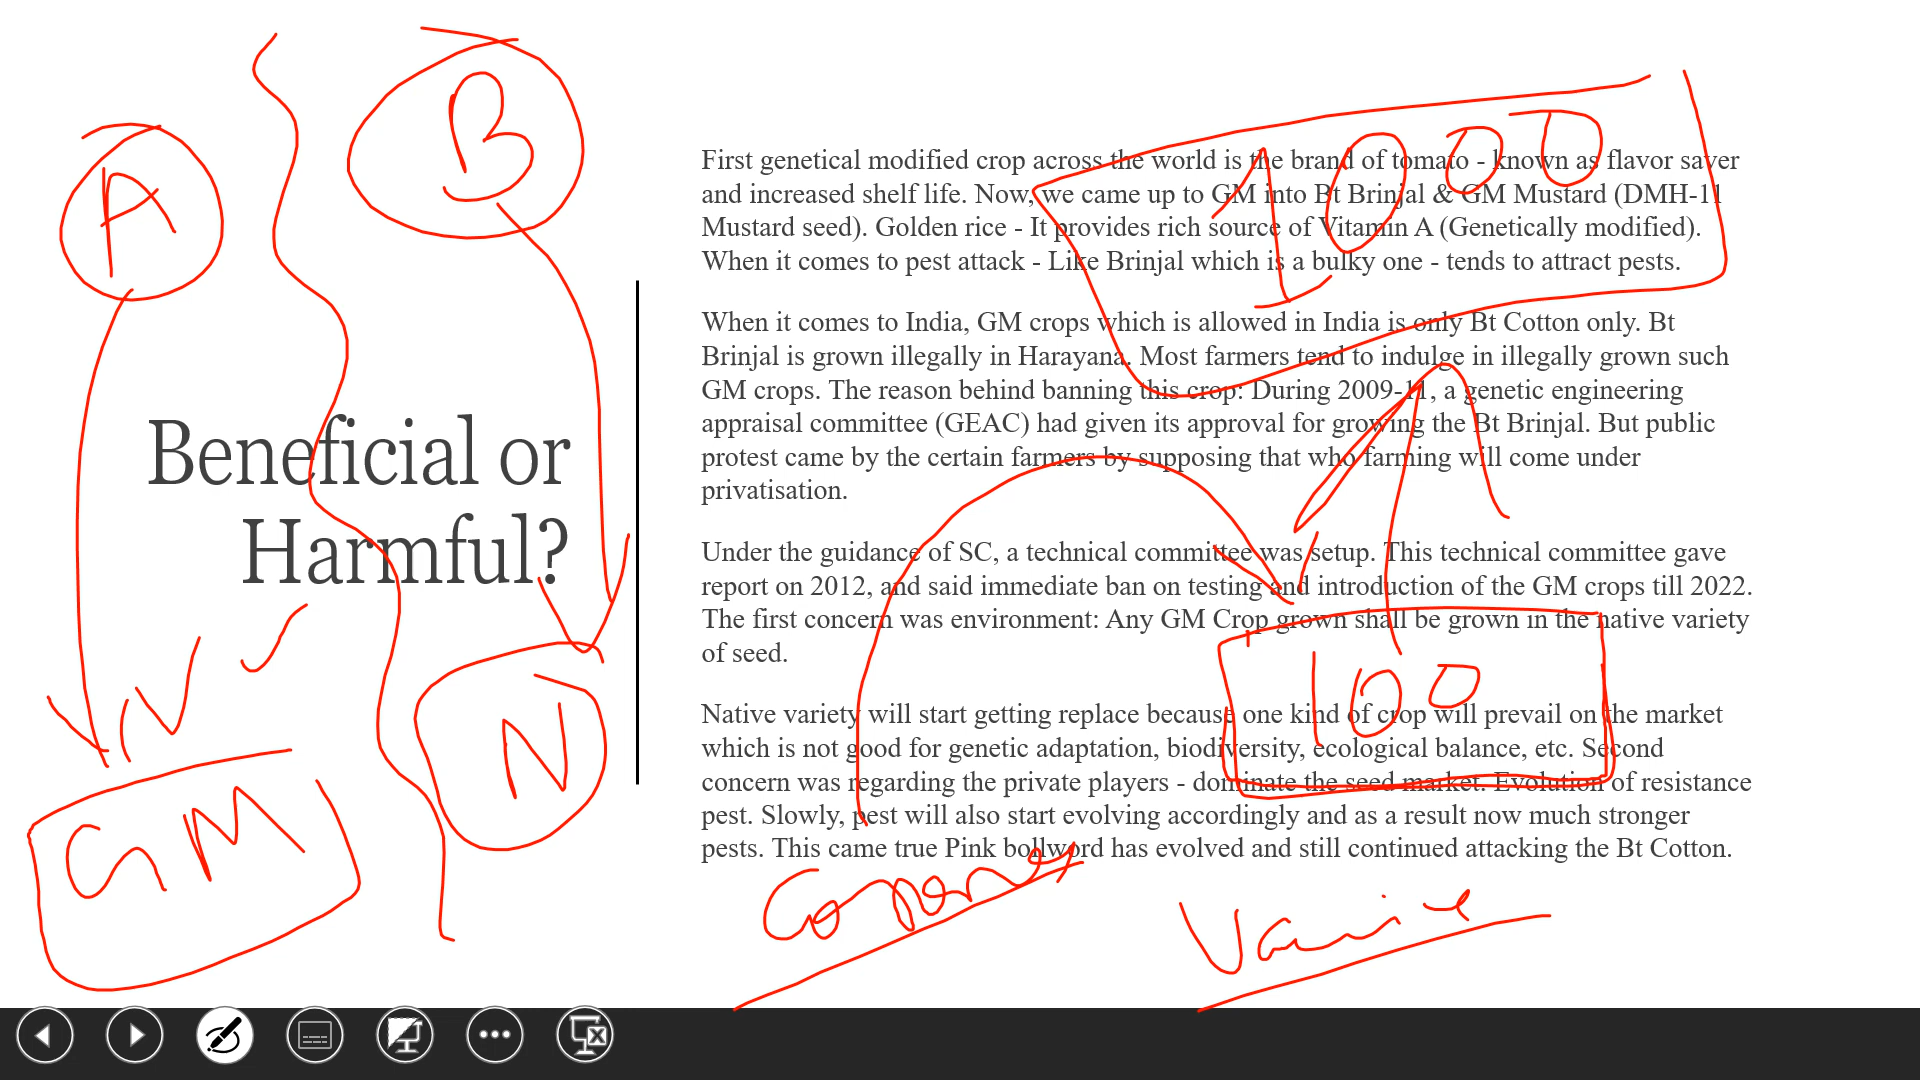 A
B
Beneficial or
Harmful?
GM
N
First genetical modified crop across the world is the brand of tomato - known as flavor saver
and increased shelf life. Now, we came up to GM into Bt Brinjal & GM Mustard (DMH-11
Mustard seed). Golden rice - It provides rich source of Vitamin A (Genetically modified).
When it comes to pest attack - Like Brinjal which is a bulky one - tends to attract pests.
1000
When it comes to India, GM crops which is allowed in India is only Bt Cotton only. Bt
Brinjal is grown illegally in Harayana. Most farmers tend to indulge in illegally grown such
GM crops. The reason behind banning this crop: During 2009-11, a genetic engineering
appraisal committee (GEAC) had given its approval for growing the Bt Brinjal. But public
protest came by the certain farmers by supposing that who farming will come under
privatisation.
Under the guidance of SC, a technical committee was setup. This technical committee gave
report on 2012, and said immediate ban on testing and introduction of the GM crops till 2022.
The first concern was environment: Any GM Crop grown shall be grown in the native variety
of seed.
100
Native variety will start getting replace because one kind of crop will prevail on the market
which is not good for genetic adaptation, biodiversity, ecological balance, etc. Second
concern was regarding the private players - dominate the seed market. Evolution of resistance
pest. Slowly, pest will also start evolving accordingly and as a result now much stronger
pests. This came true Pink bollword has evolved and still continued attacking the Bt Cotton.